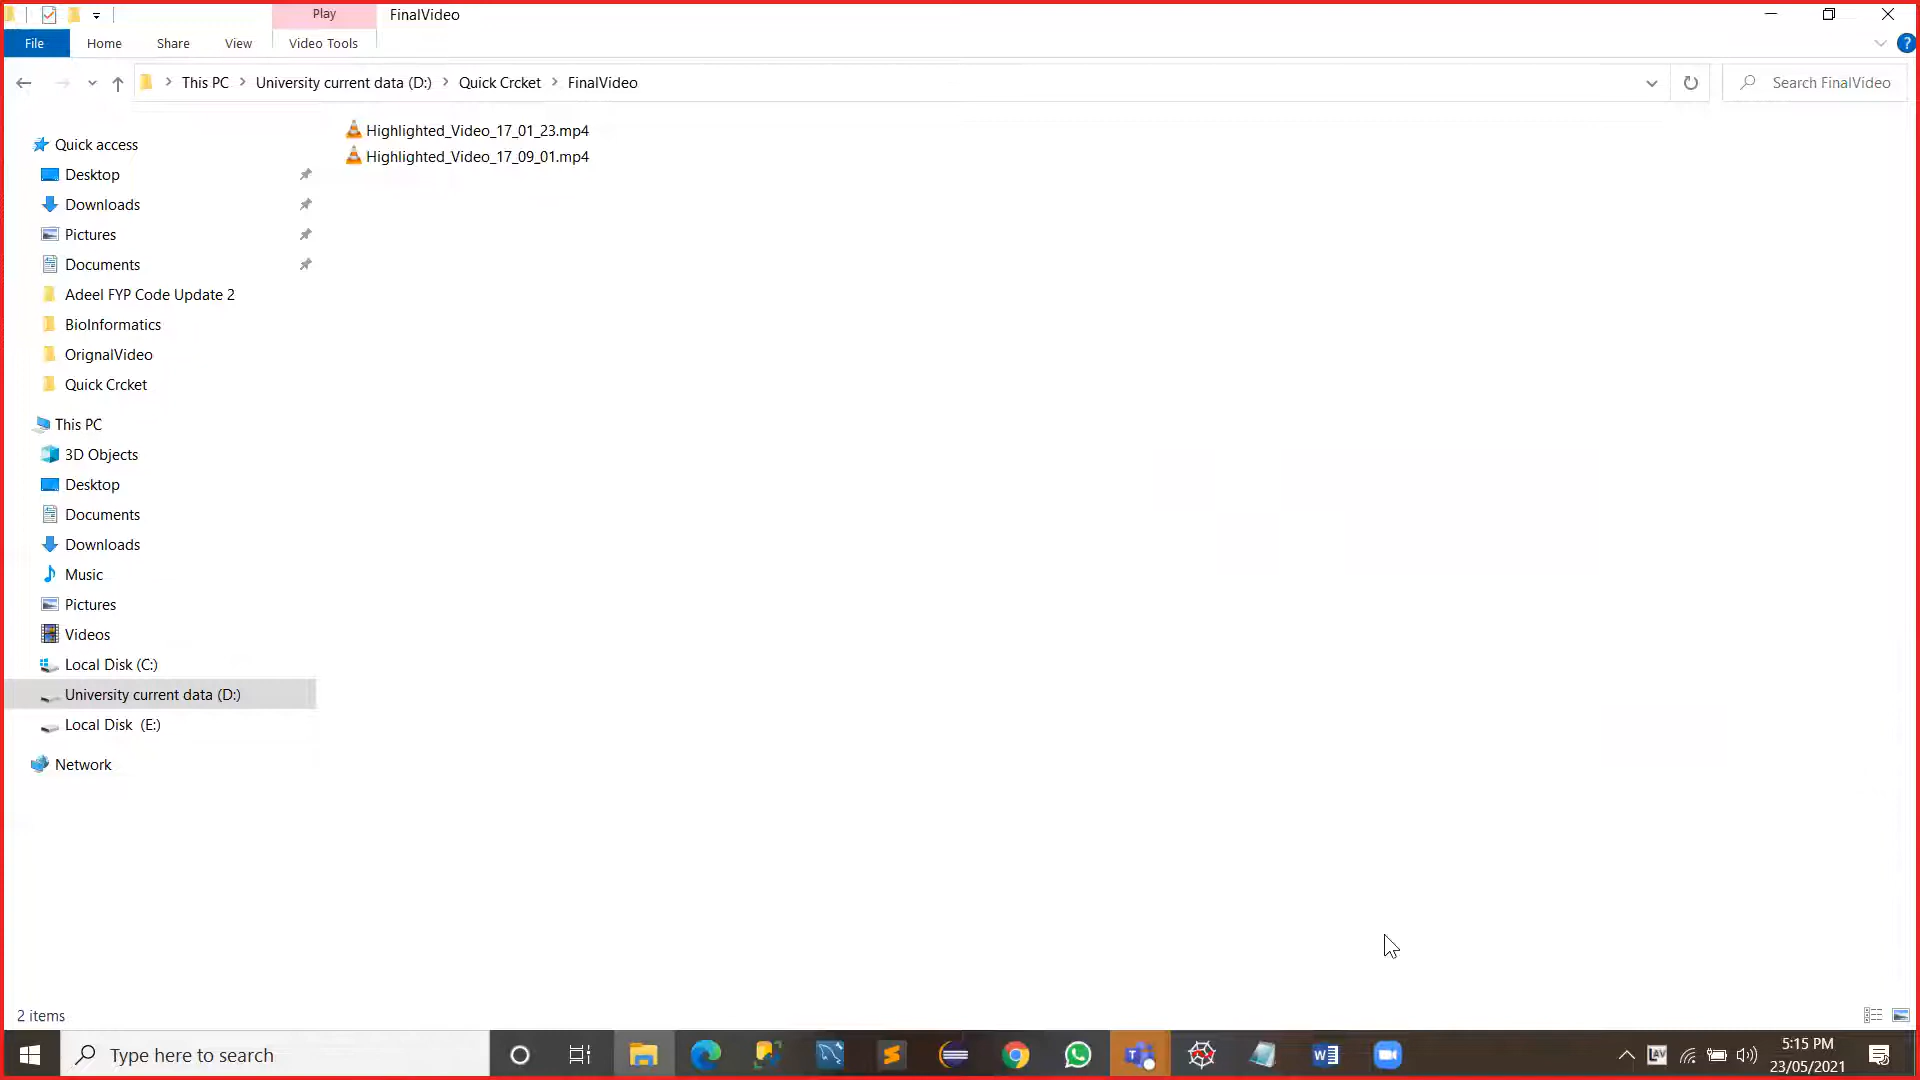 Play
FinalVideo
File
Home
Share
View
Video Tools
?
This PC
University current data (D:)
Quick Crcket
FinalVideo
Search FinalVideo
Quick access
Desktop
Downloads
Pictures
Documents
Adeel FYP Code Update 2
BioInformatics
OrignalVideo
Quick Crcket
This PC
3D Objects
Desktop
Documents
Downloads
Music
Pictures
Videos
Local Disk (C:)
University current data (D:)
Local Disk (E:)
Network
Highlighted_Video_17_01_23.mp4
Highlighted_Video_17_09_01.mp4
2 items
Type here to search
LAV
5:15 PM
23/05/2021